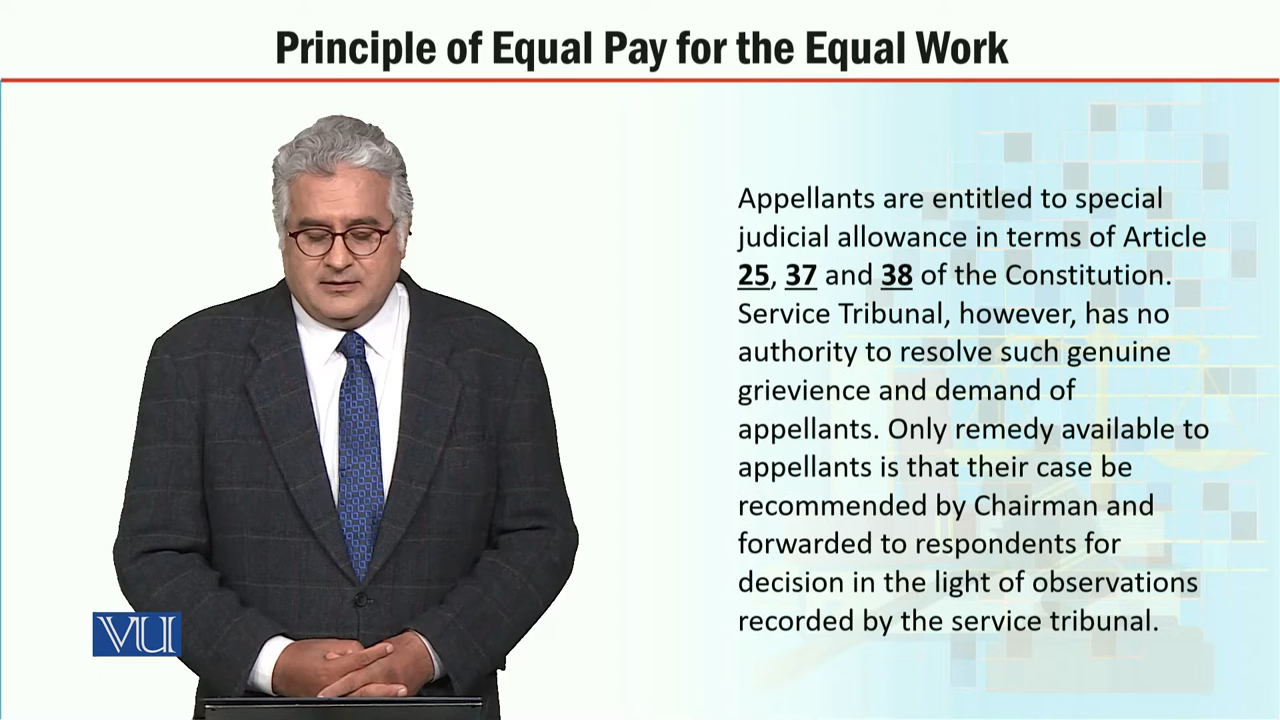 Principle of Equal Pay for the Equal Work
Appellants are entitled to special
judicial allowance in terms of Article
25, 37 and 38 of the Constitution.
Service Tribunal, however, has no
authority to resolve such genuine
grievience and demand of
appellants. Only remedy available to
appellants is that their case be
recommended by Chairman and
forwarded to respondents for
decision in the light of observations
recorded by the service tribunal.
VU